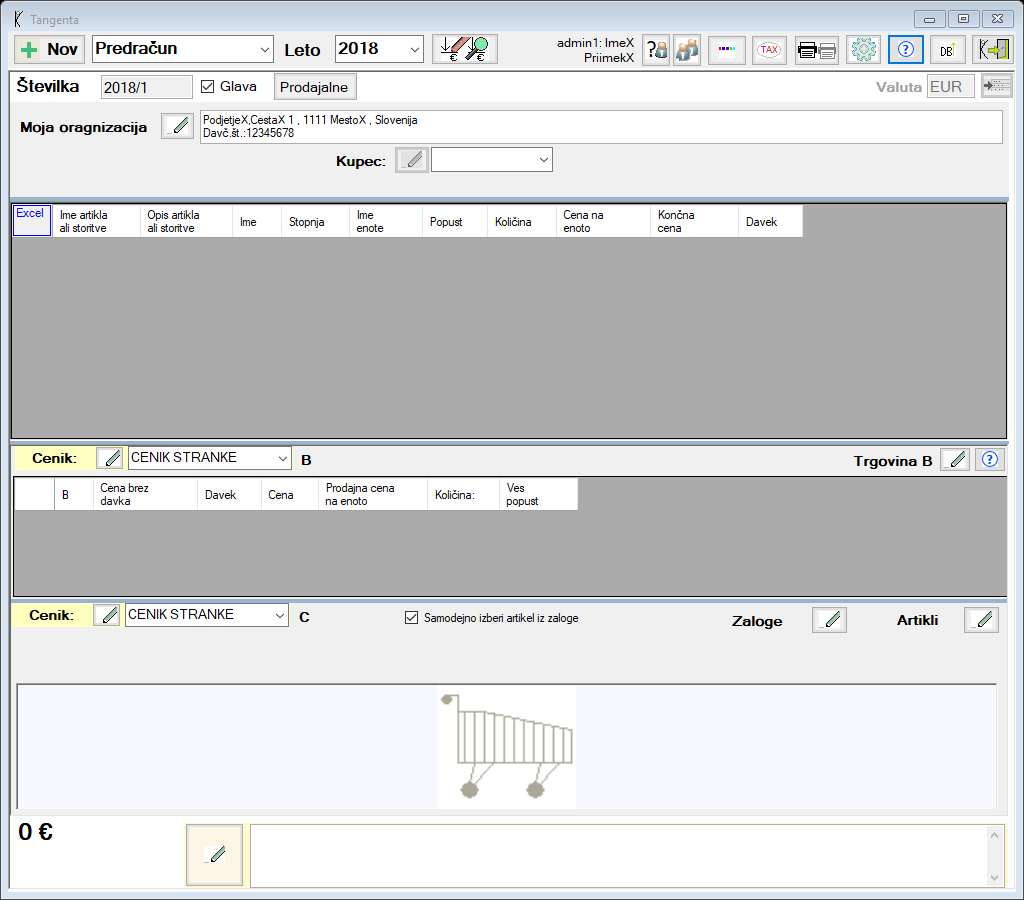 Tangenta
Nov
Predračun
Leto
2018
admin1: ImeX
PriimekX
TAX
DB
Številka
2018/1
Glava
Prodajalne
Valuta
EUR
Moja oragnizacija
PodjetjeX,CestaX 1 , 1111 MestoX , Slovenija
Davč.št.:12345678
Kupec:
Excel
Ime artikla
ali storitve
Opis artikla
ali storitve
Ime
Stopnja
Ime
enote
Popust
Količina
Cena na
enoto
Končna
cena
Davek
Cenik:
CENIK STRANKE
B
Trgovina B
B
Cena brez
davka
Davek
Cena
Prodajna cena
na enoto
Količina:
Ves
popust
Cenik:
CENIK STRANKE
C
Samodejno izberi artikel iz zaloge
Zaloge
Artikli
0 €